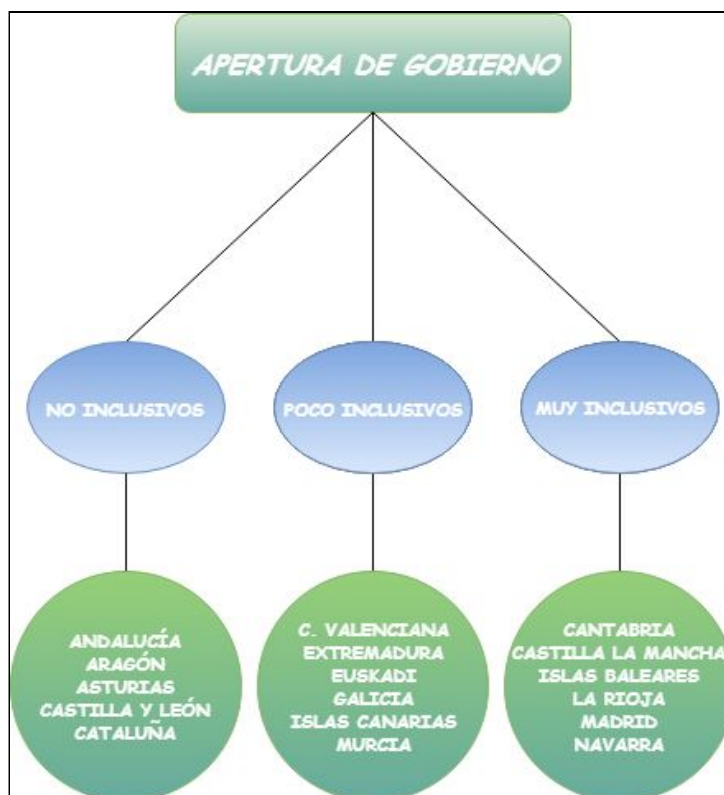 APERTURA DE GOBIERNO
NO INCLUSIVOS
POCO INCLUSIVOS
MUY INCLUSIVOS
ANDALUCÍA
ARAGÓN
ASTURIAS
CASTILLA Y LEÓN
CATALUÑA
C. VALENCIANA
EXTREMADURA
EUSKADI
GALICIA
ISLAS CANARIAS
MURCIA
CANTABRIA
CASTILLA LA MANCHA
ISLAS BALEARES
LA RIOJA
MADRID
NAVARRA